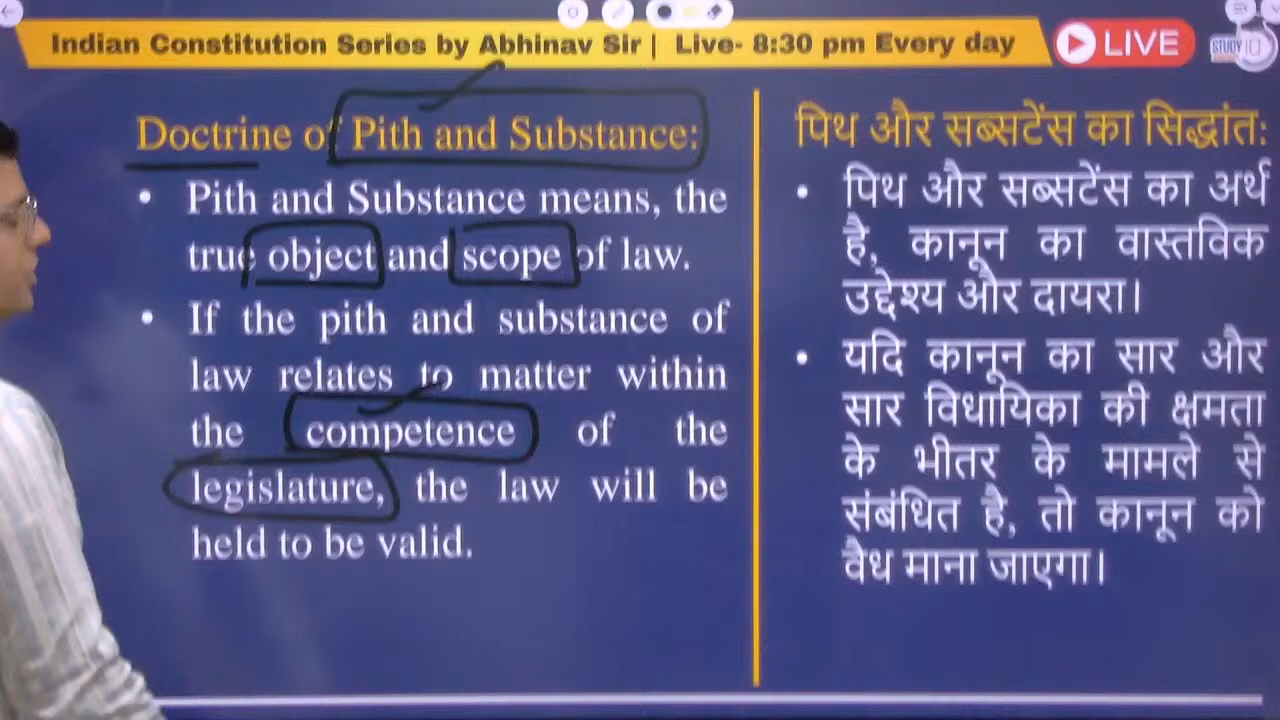 Indian Constitution Series by Abhinav Sir | Live- 8:30 pm Every day
LIVE
STUDY
Doctrine of Pith and Substance:
• Pith and Substance means, the
true object and scope of law.
• If the pith and substance of
law relates to matter within
the competence of the
legislature, the law will be
held to be valid.
पिथ और सब्सटेंस का सिद्धांत:
• पिथ और सब्सटेंस का अर्थ
है, कानून का वास्तविक
उद्देश्य और दायरा।
• यदि कानून का सार और
सार विधायिका की क्षमता
के भीतर के मामले से
संबंधित है, तो कानून को
वैध माना जाएगा।